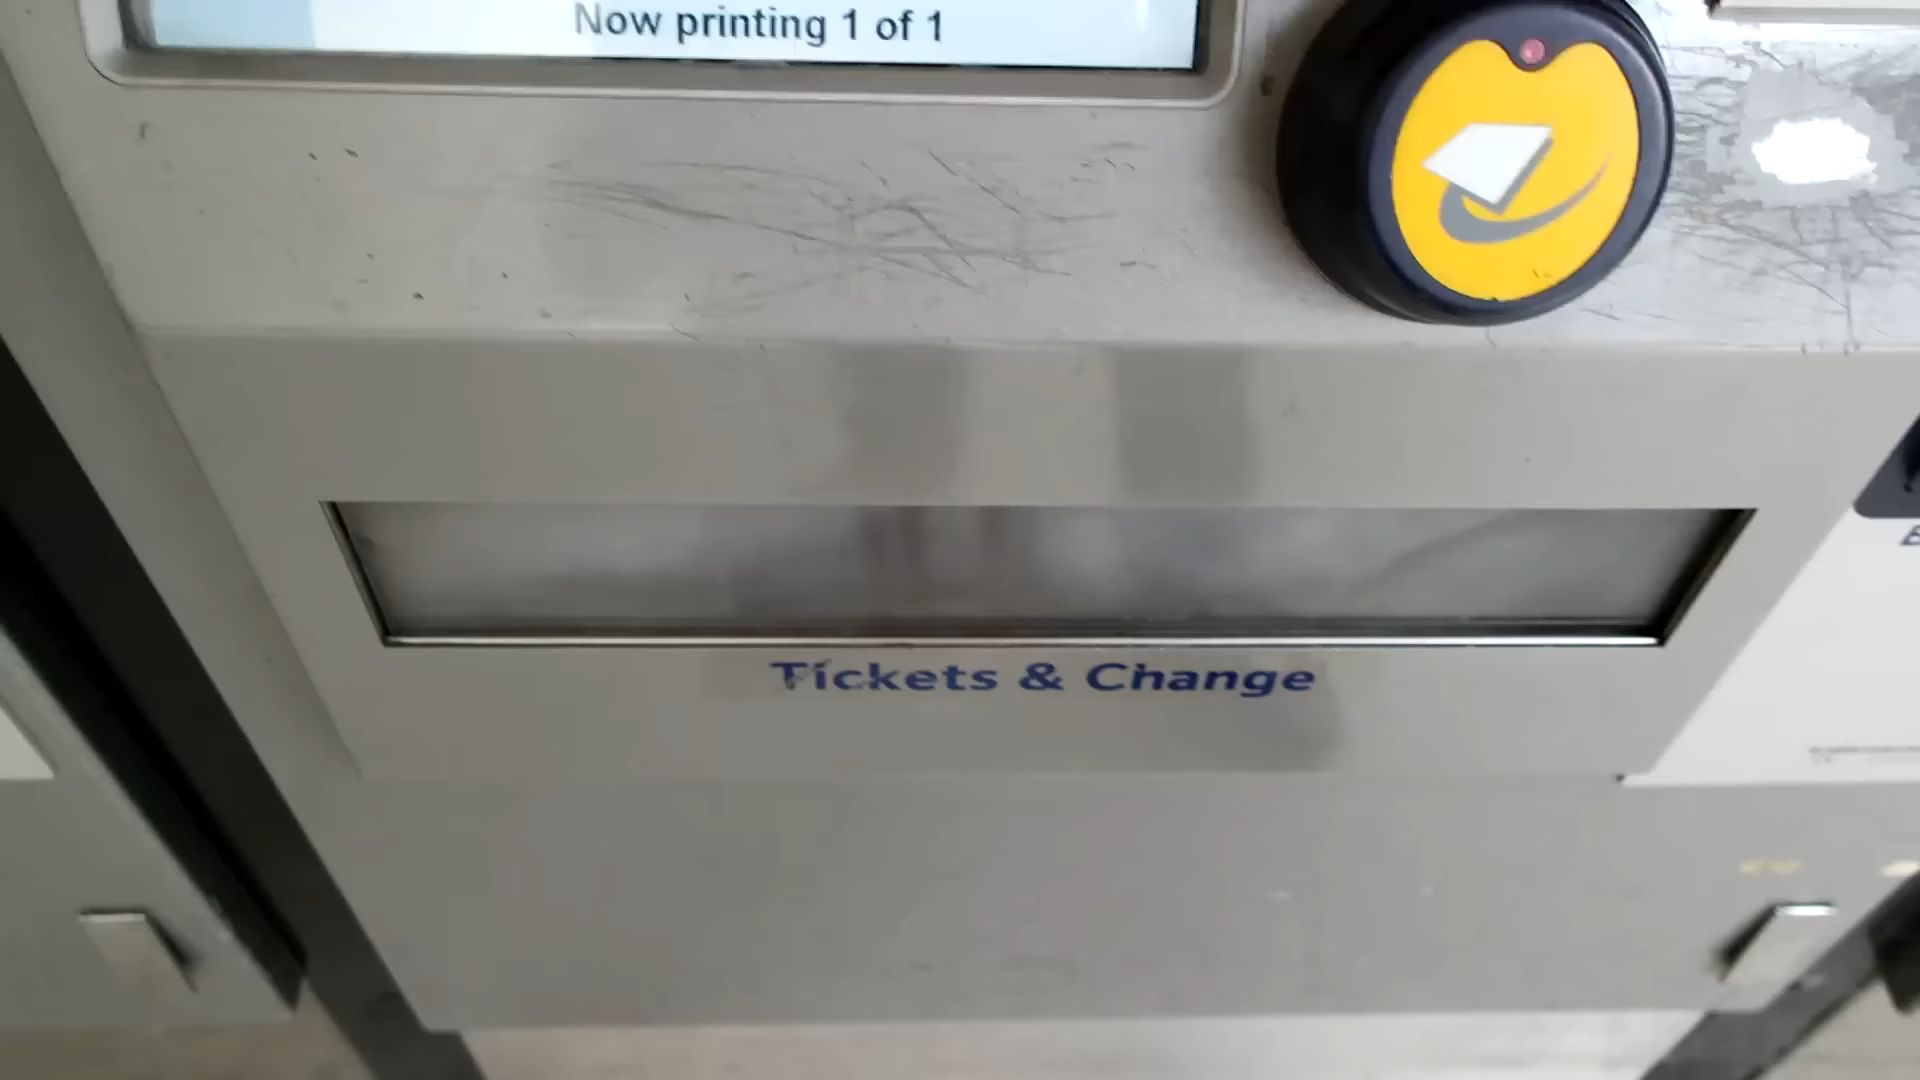 Now printing 1 of 1
Tickets & Change